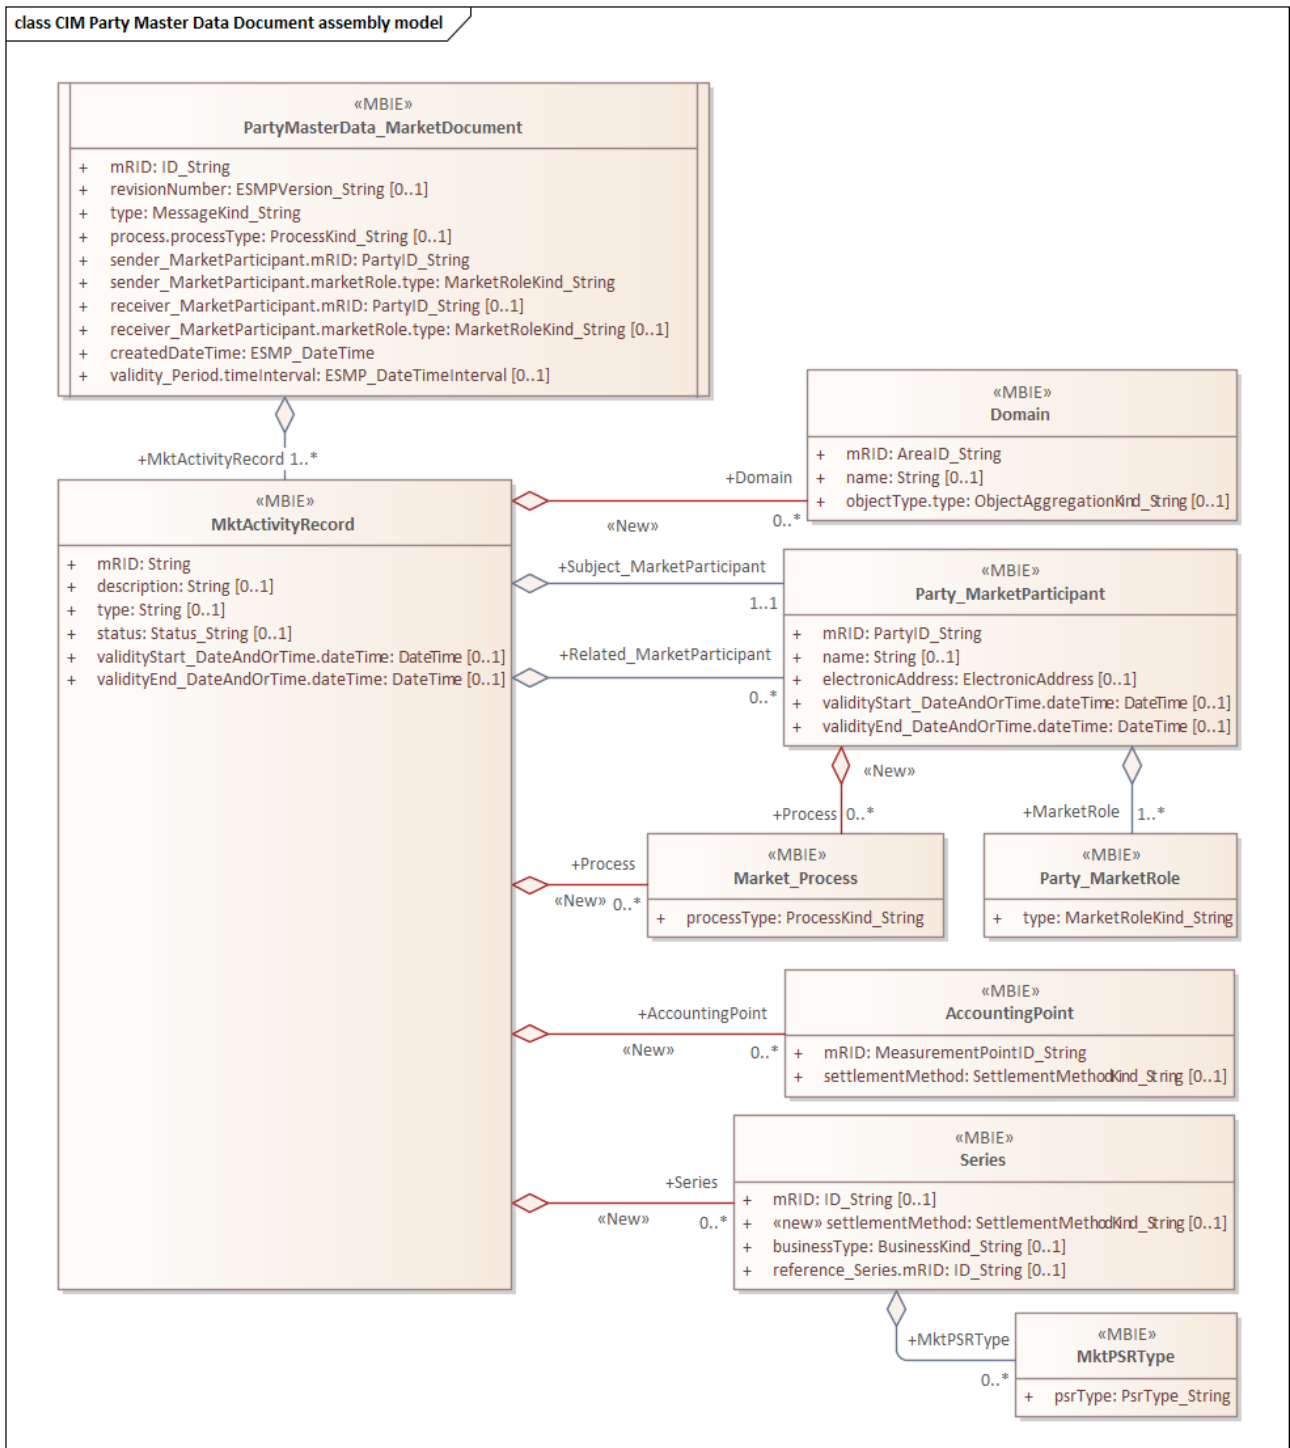 class CIM Party Master Data Document assembly model
«MBIE»
PartyMasterData_MarketDocument
+ mRID: ID_String
+ revisionNumber: ESMPVersion_String [0..1]
+ type: MessageKind_String
+ process.processType: ProcessKind_String [0..1]
+ sender_MarketParticipant.mRID: PartyID_String
+ sender_MarketParticipant.marketRole.type: MarketRoleKind_String
+ receiver_MarketParticipant.mRID: PartyID_String [0..1]
+ receiver_MarketParticipant.marketRole.type: MarketRoleKind_String [0..1]
+ createdDateTime: ESMP_DateTime
+ validity_Period.timeInterval: ESMP_DateTimeInterval [0..1]
+MktActivityRecord 1..*
«MBIE»
MktActivityRecord
+ mRID: String
+ description: String [0..1]
+ type: String [0..1]
+ status: Status_String [0..1]
+ validityStart_DateAndOrTime.dateTime: DateTime [0..1]
+ validityEnd_DateAndOrTime.dateTime: DateTime [0..1]
+Domain
«New»
0..*
«MBIE»
Domain
+ mRID: AreaID_String
+ name: String [0..1]
+ objectType.type: ObjectAggregationKind_String [0..1]
+Subject_MarketParticipant
1..1
+Related_MarketParticipant
0..*
«MBIE»
Party_MarketParticipant
+ mRID: PartyID_String
+ name: String [0..1]
+ electronicAddress: ElectronicAddress [0..1]
+ validityStart_DateAndOrTime.dateTime: DateTime [0..1]
+ validityEnd_DateAndOrTime.dateTime: DateTime [0..1]
«New»
+Process 0..*
+MarketRole 1..*
+Process
«New» 0..*
«MBIE»
Market_Process
+ processType: ProcessKind_String
«MBIE»
Party_MarketRole
+ type: MarketRoleKind_String
+AccountingPoint
«New»
0..*
«MBIE»
AccountingPoint
+ mRID: MeasurementPointID_String
+ settlementMethod: SettlementMethodKind_String [0..1]
+Series
«New»
0..*
«MBIE»
Series
+ mRID: ID_String [0..1]
+ «new» settlementMethod: SettlementMethodKind_String [0..1]
+ businessType: BusinessKind_String [0..1]
+ reference_Series.mRID: ID_String [0..1]
+MktPSRType
0..*
«MBIE»
MktPSRType
+ psrType: PsrType_String